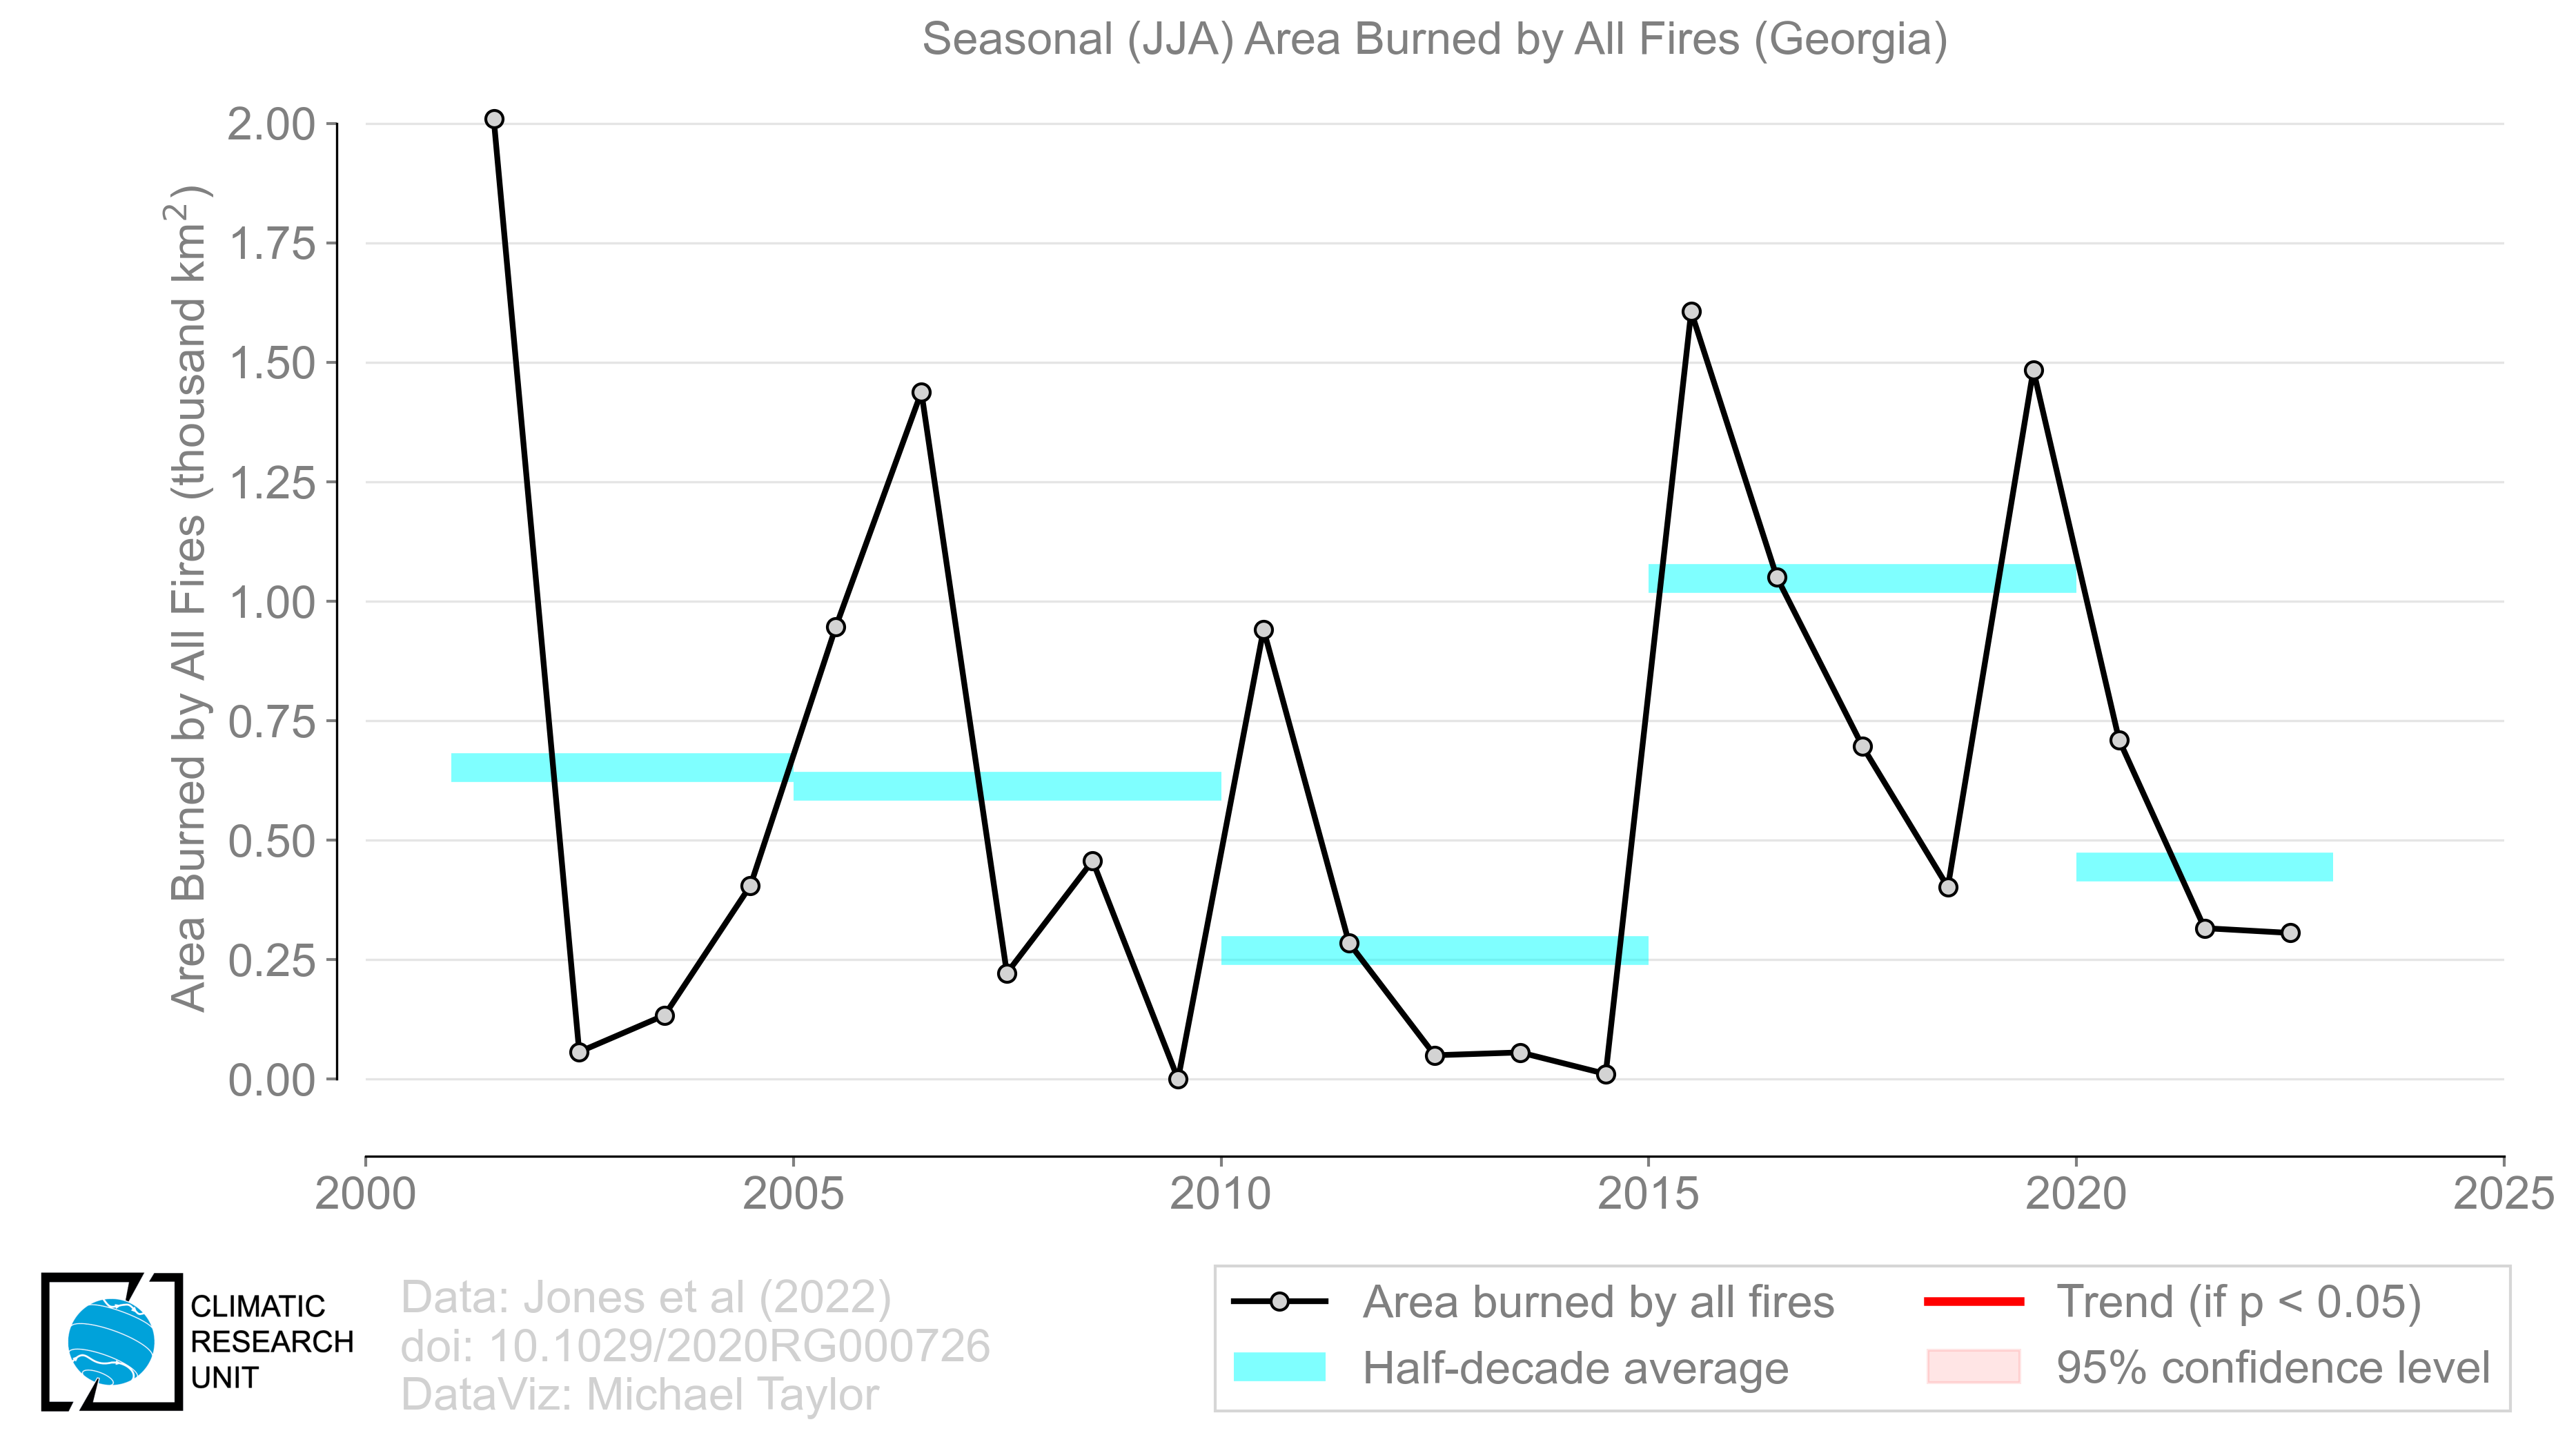 Seasonal (JJA) Area Burned by All Fires (Georgia)
Area Burned by All Fires (thousand km²)
2.00
1.75
1.50
1.25
1.00
0.75
0.50
0.25
0.00
2000 2005 2010 2015 2020 2025
CLIMATIC
RESEARCH
UNIT
Data: Jones et al (2022)
doi: 10.1029/2020RG000726
DataViz: Michael Taylor
Area burned by all fires
Half-decade average
Trend (if p < 0.05)
95% confidence level